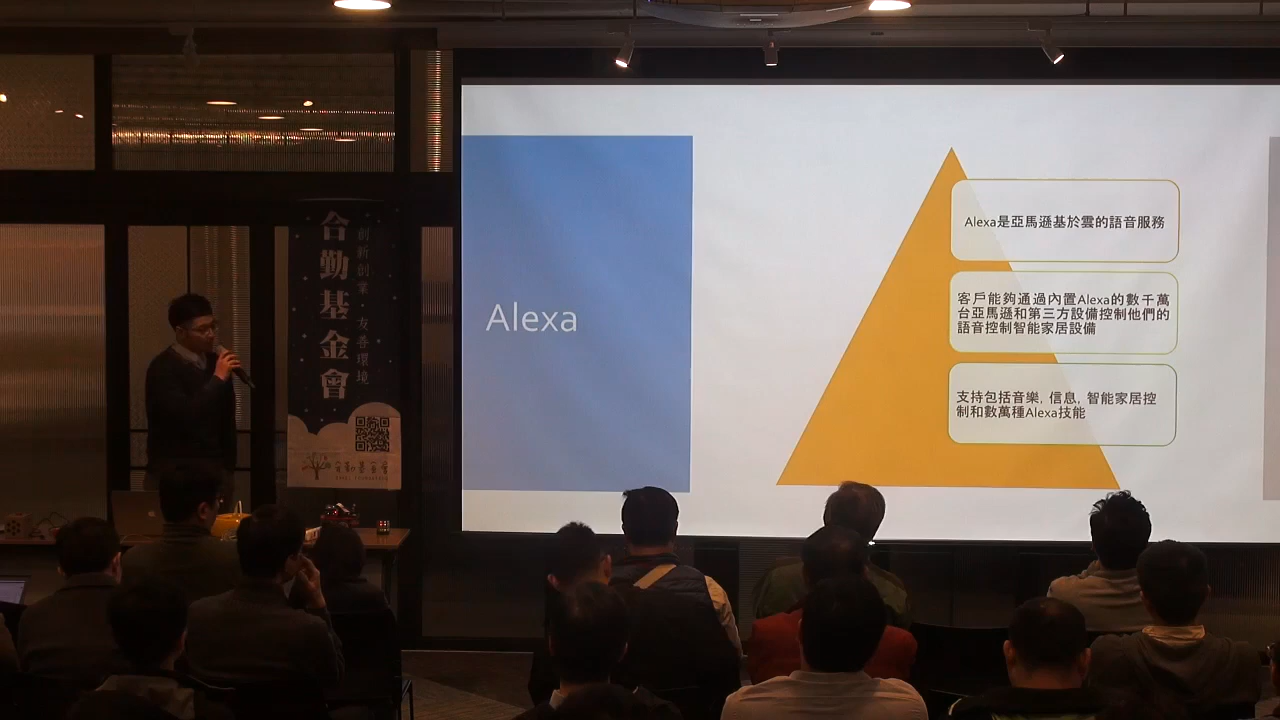 合勤基金會
創新創業·友善環境
合勤基金會
Alexa
Alexa是亞馬遜基於雲的語音服務
客戶能夠通過內置Alexa的數千萬
台亞馬遜和第三方設備控制他們的
語音控制智能家居設備
支持包括音樂, 信息, 智能家居控
制和數萬種Alexa技能